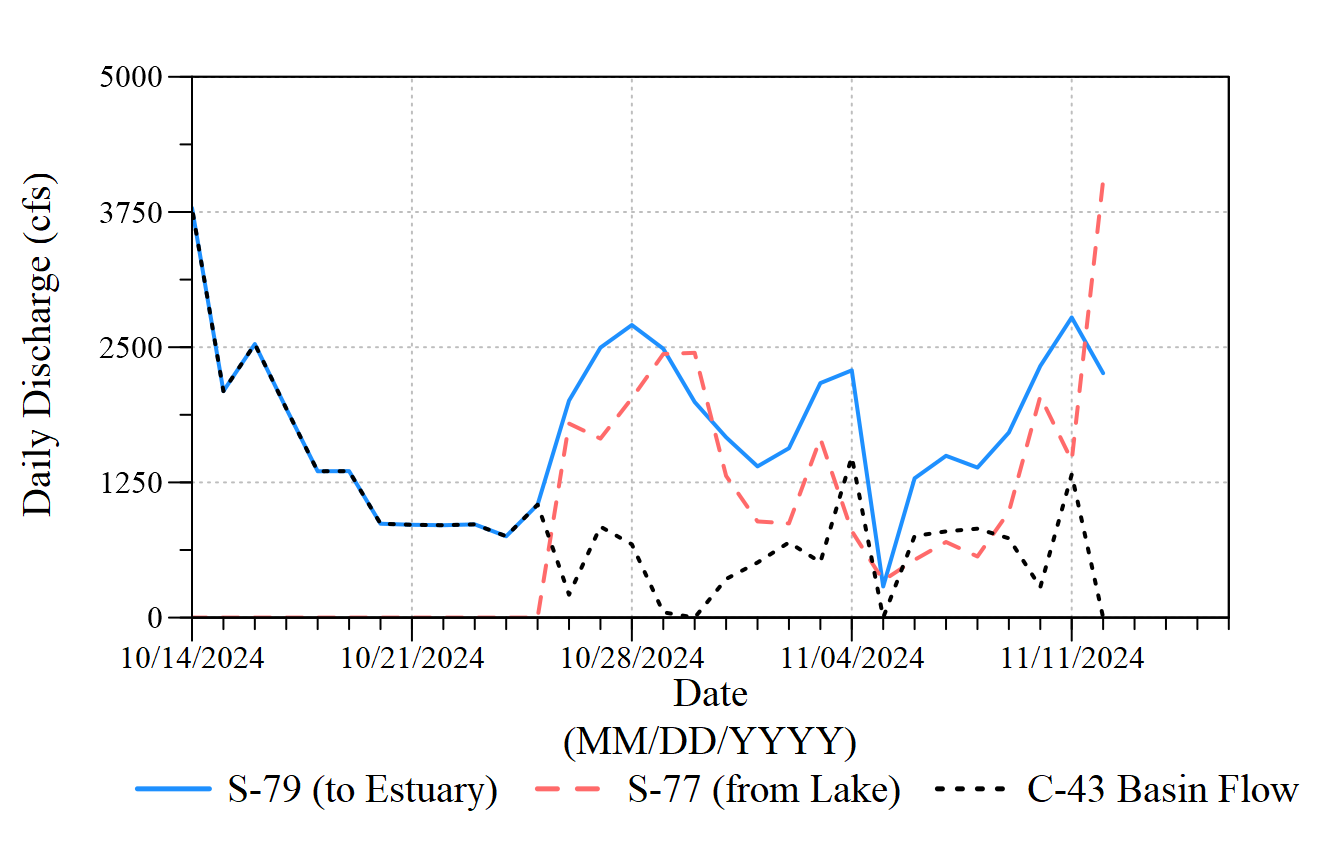 5000
3750
2500
1250
0
Daily Discharge (cfs)
10/14/2024 10/21/2024 10/28/2024 11/04/2024 11/11/2024
Date
(MM/DD/YYYY)
S-79 (to Estuary) S-77 (from Lake) C-43 Basin Flow